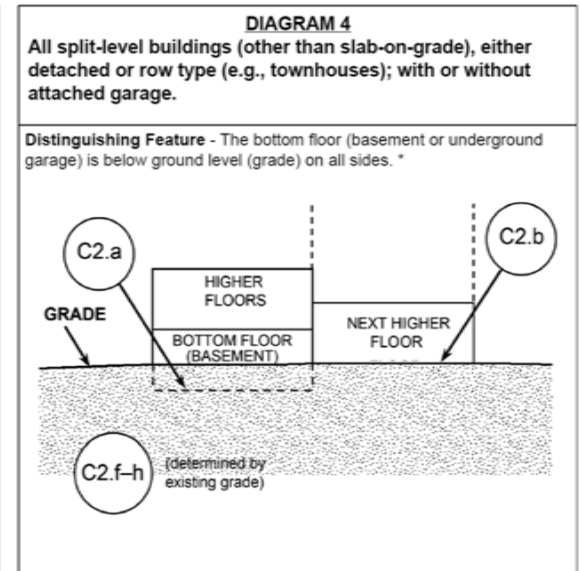 DIAGRAM 4
All split-level buildings (other than slab-on-grade), either
detached or row type (e.g., townhouses); with or without
attached garage.
Distinguishing Feature - The bottom floor (basement or underground
garage) is below ground level (grade) on all sides. *
C2.a
C2.b
HIGHER
FLOORS
GRADE
NEXT HIGHER
FLOOR
BOTTOM FLOOR
(BASEMENT)
C2.f–h
(determined by
existing grade)